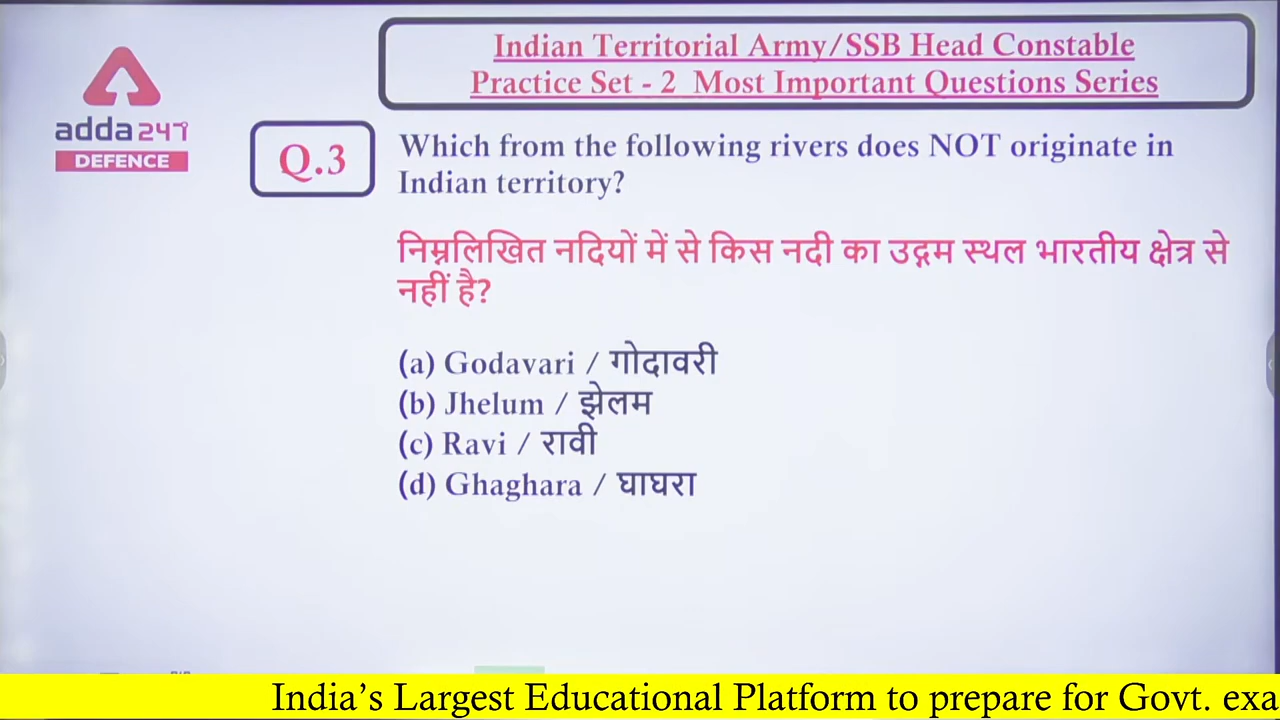 Indian Territorial Army/SSB Head Constable
Practice Set - 2 Most Important Questions Series
adda247
DEFENCE
Q.3
Which from the following rivers does NOT originate in
Indian territory?
निम्नलिखित नदियों में से किस नदी का उद्गम स्थल भारतीय क्षेत्र से
नहीं है?
(a) Godavari / गोदावरी
(b) Jhelum / झेलम
(c) Ravi / रावी
(d) Ghaghara / घाघरा
India's Largest Educational Platform to prepare for Govt. exa